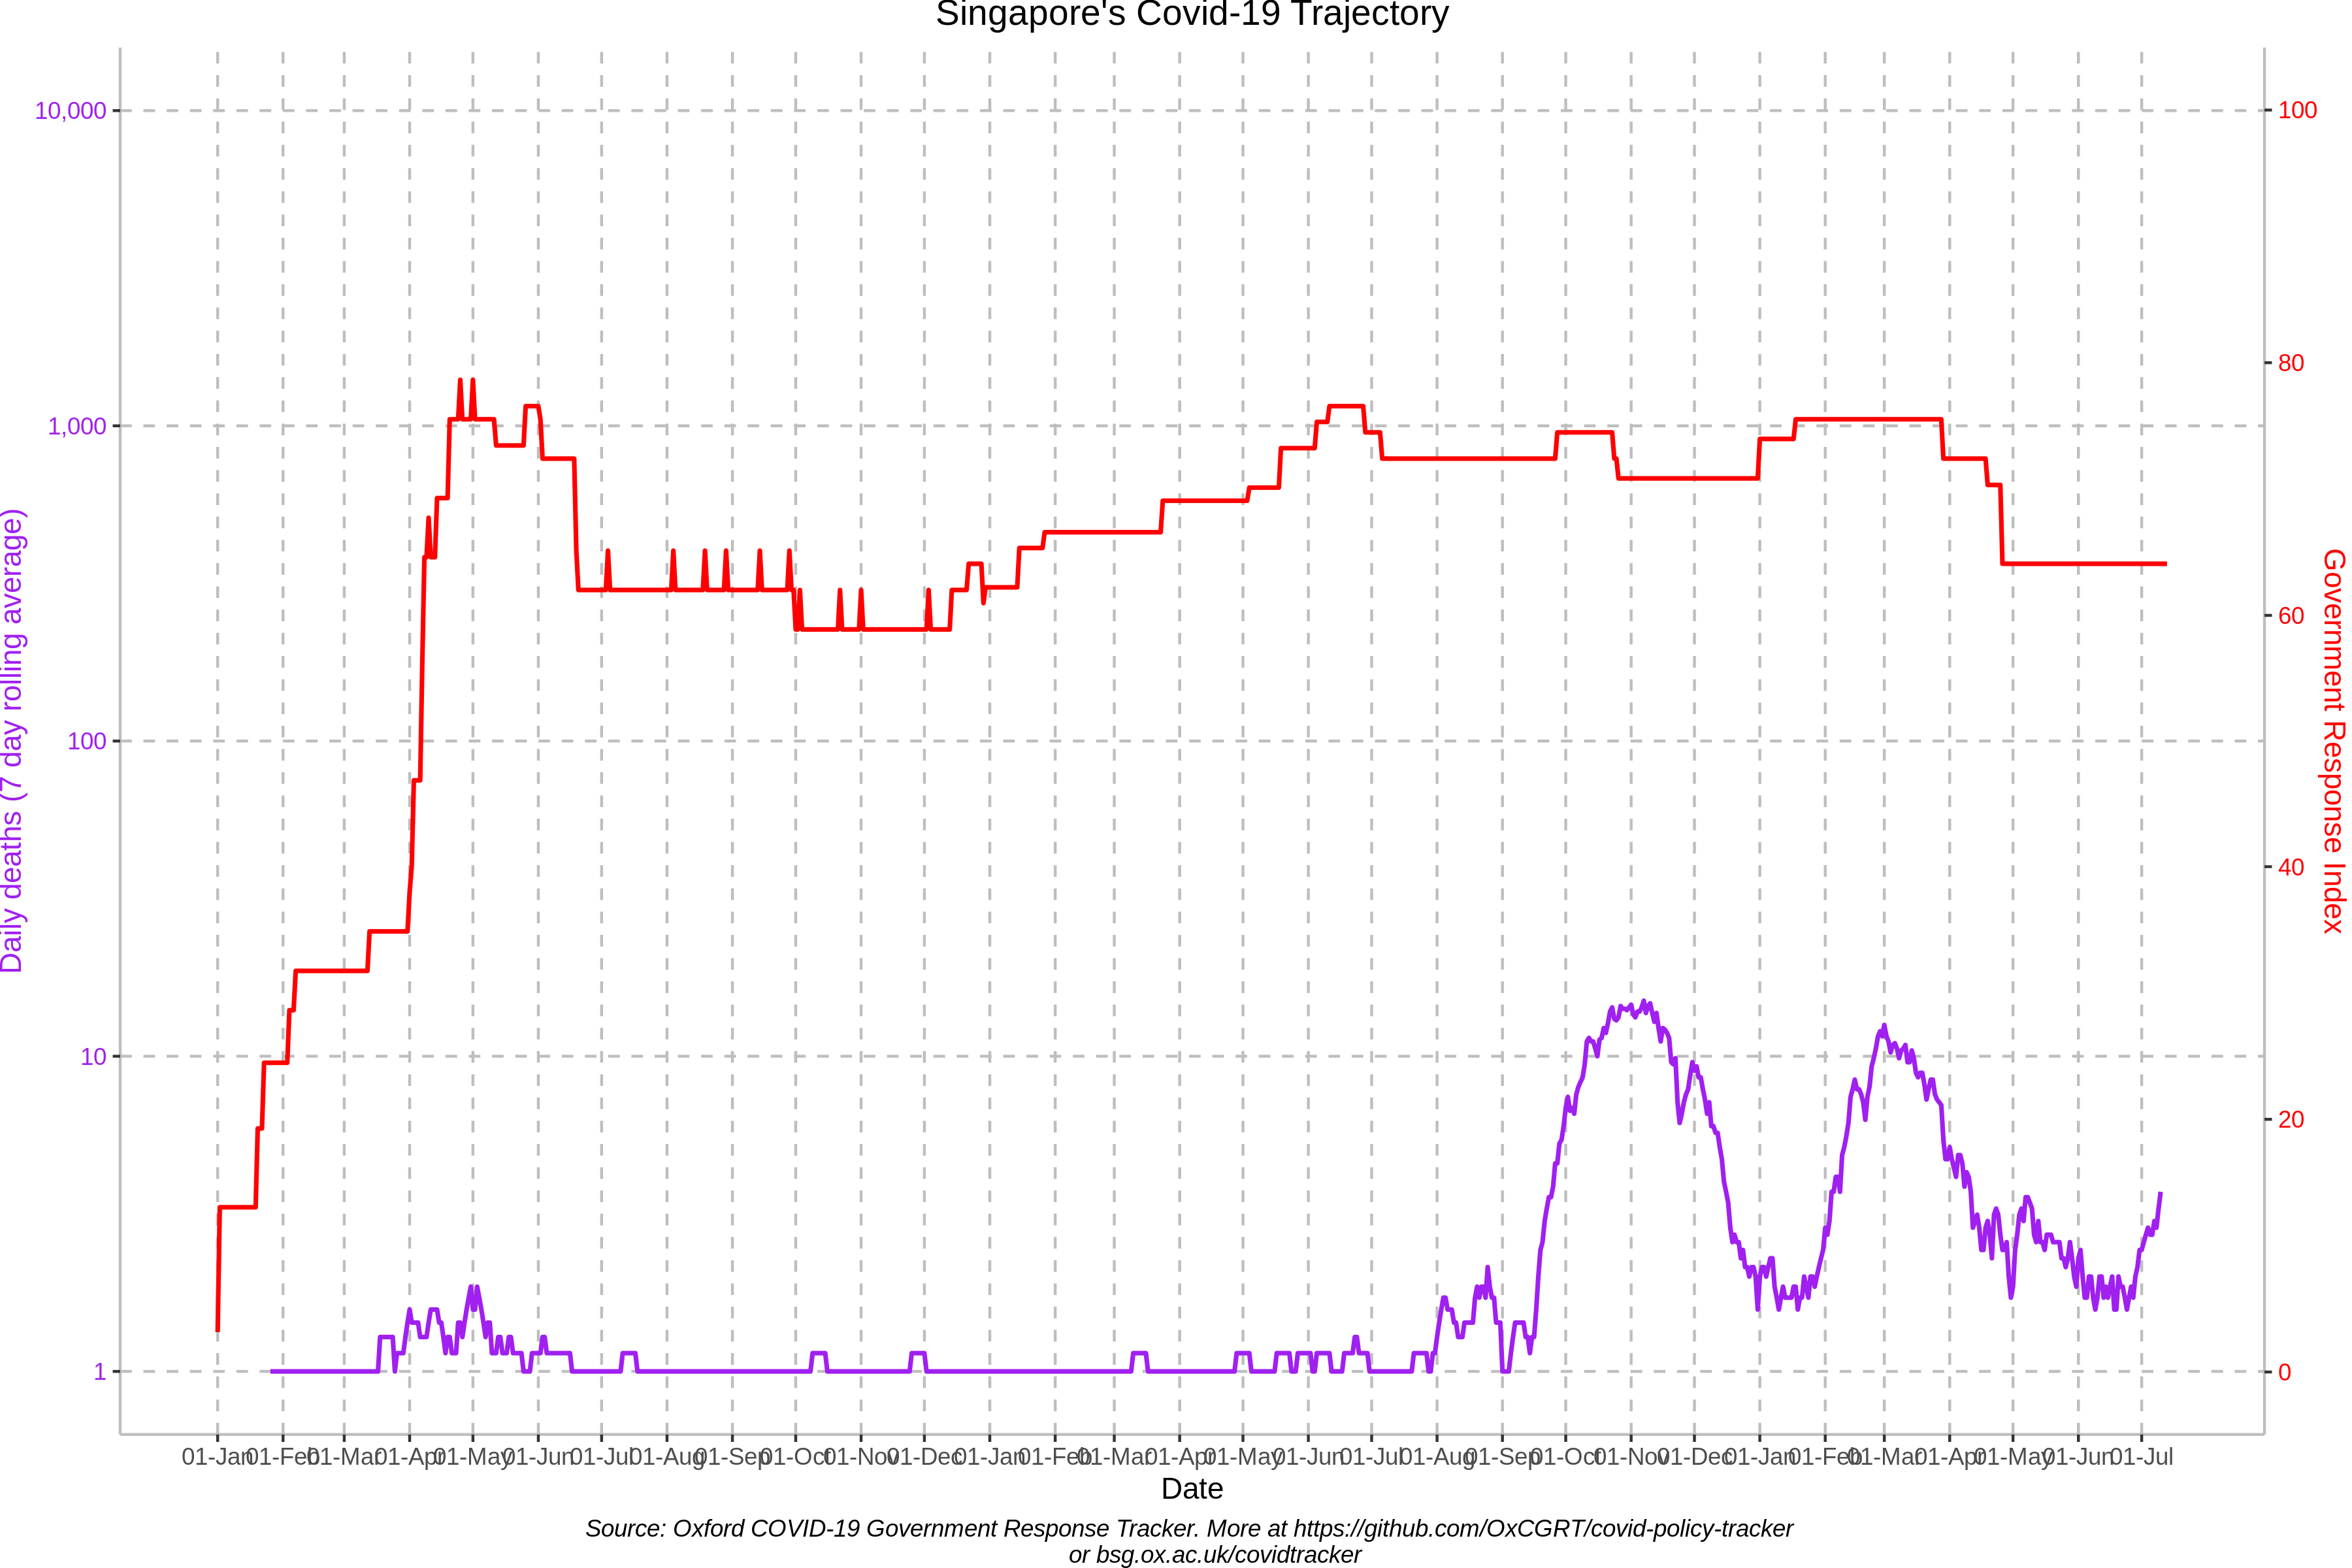 Singapore's Covid-19 Trajectory
10,000
1,000
100
10
1
Daily deaths (7 day rolling average)
100
80
60
40
20
0
Government Response Index
01-Jan 01-Feb 01-Mar 01-Apr 01-May 01-Jun 01-Jul 01-Aug 01-Sep 01-Oct 01-Nov 01-Dec 01-Jan 01-Feb 01-Mar 01-Apr 01-May 01-Jun 01-Jul 01-Aug 01-Sep 01-Oct 01-Nov 01-Dec 01-Jan 01-Feb 01-Mar 01-Apr 01-May 01-Jun 01-Jul
Date
Source: Oxford COVID-19 Government Response Tracker. More at https://github.com/OxCGRT/covid-policy-tracker
or bsg.ox.ac.uk/covidtracker